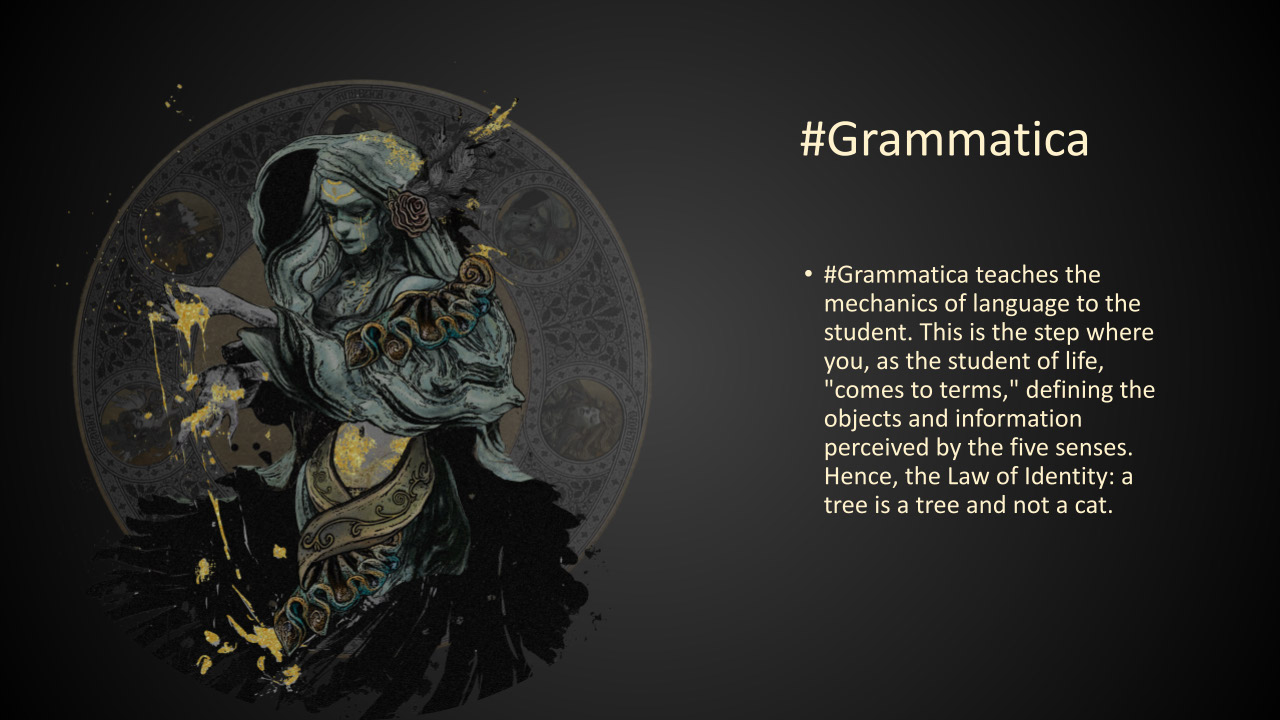 #Grammatica
• #Grammatica teaches the
mechanics of language to the
student. This is the step where
you, as the student of life,
"comes to terms," defining the
objects and information
perceived by the five senses.
Hence, the Law of Identity: a
tree is a tree and not a cat.